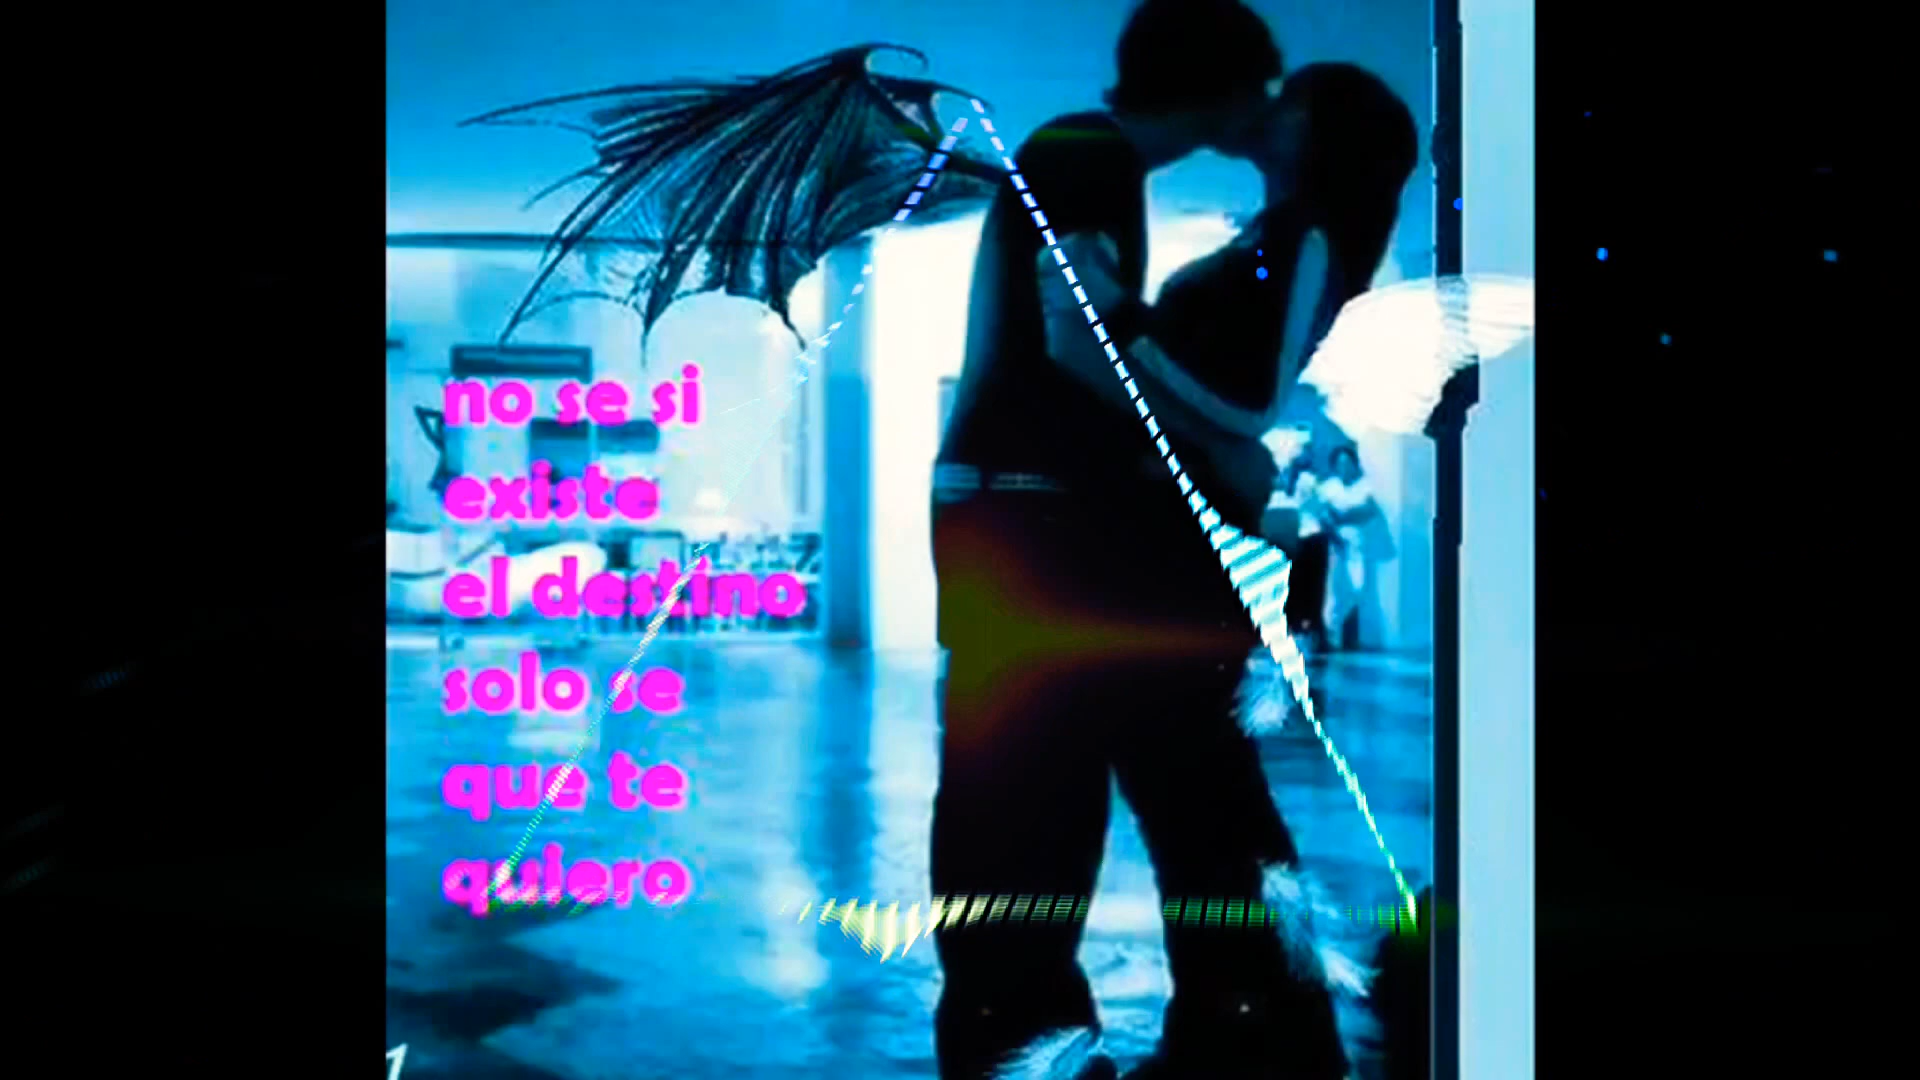 no se si
existe
el destino
solo se
que te
quiero